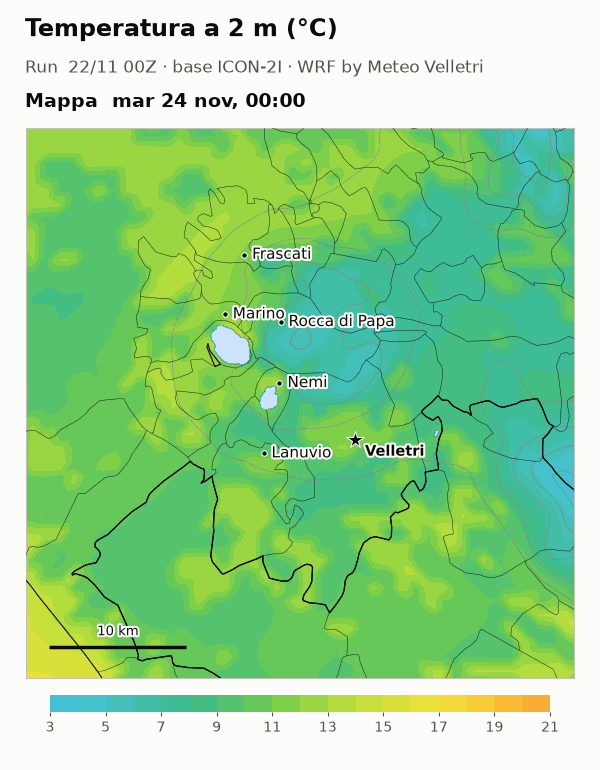 Temperatura a 2 m (°C)
Run  22/11 00Z · base ICON-2I · WRF by Meteo Velletri
Mappa  mar 24 nov, 00:00
Frascati
Marino
Rocca di Papa
Nemi
Velletri
Lanuvio
10 km
3 5 7 9 11 13 15 17 19 21